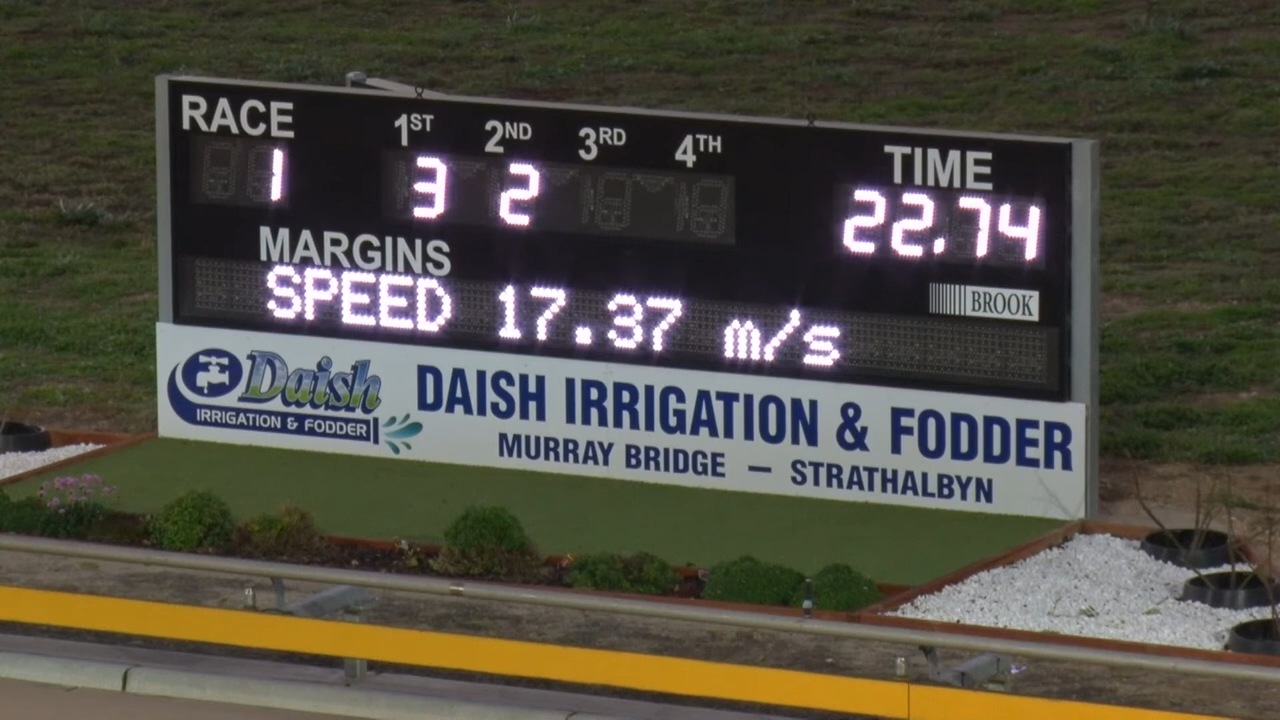 RACE 1ST 2ND 3RD 4TH TIME
1 3 2 22.74
MARGINS
SPEED 17.37 m/s
BROOK
Daish
IRRIGATION & FODDER
DAISH IRRIGATION & FODDER
MURRAY BRIDGE — STRATHALBYN